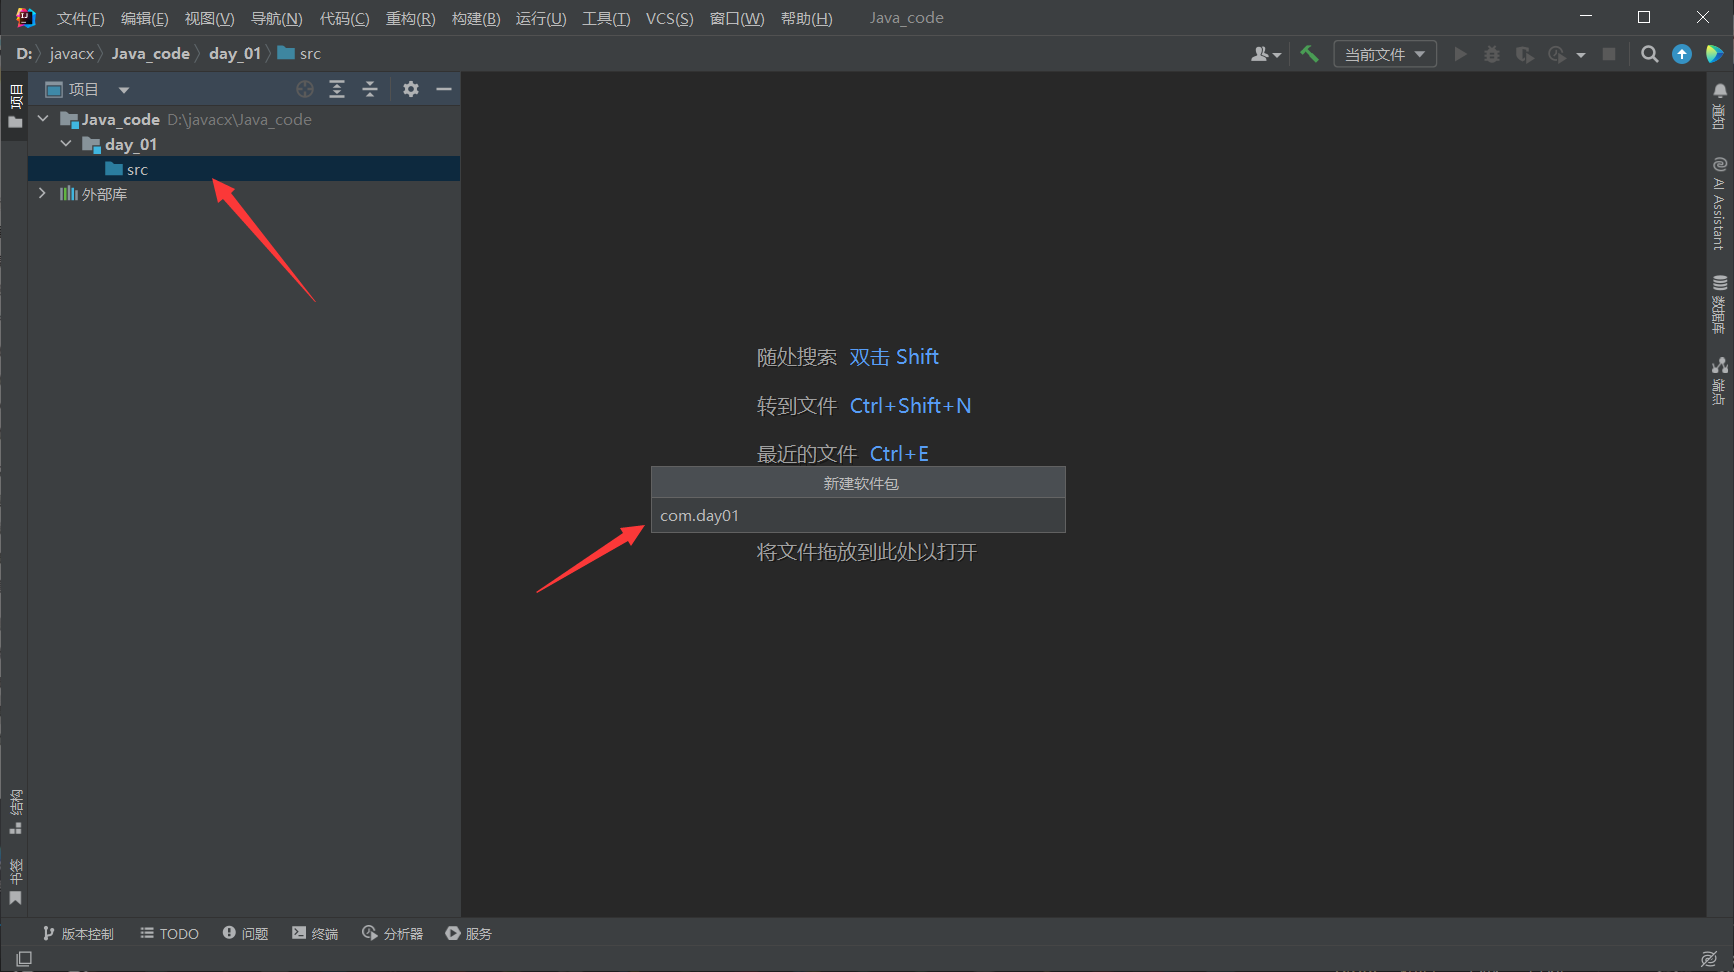 文件(F) 编辑(E) 视图(V) 导航(N) 代码(C) 重构(R) 构建(B) 运行(U) 工具(T) VCS(S) 窗口(W) 帮助(H) Java_code
D: javacx Java_code day_01 src
当前文件
项目
项目
Java_code D:\javacx\Java_code
day_01
src
外部库
随处搜索 双击 Shift
转到文件 Ctrl+Shift+N
最近的文件 Ctrl+E
新建软件包
com.day01
将文件拖放到此处以打开
通知
AI Assistant
数据库
端点
结构
书签
版本控制 TODO 问题 终端 分析器 服务